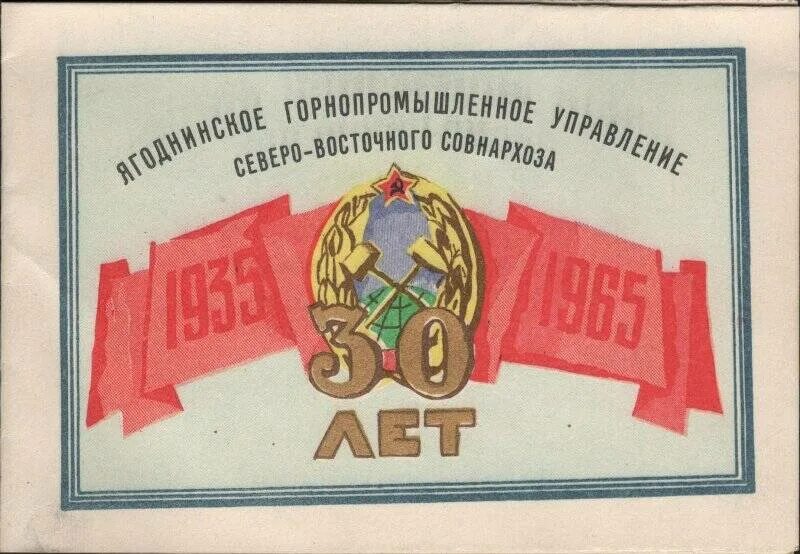 ЯГОДНИНСКОЕ ГОРНОПРОМЫШЛЕННОЕ УПРАВЛЕНИЕ
СЕВЕРО-ВОСТОЧНОГО СОВНАРХОЗА
1935
1965
30
ЛЕТ